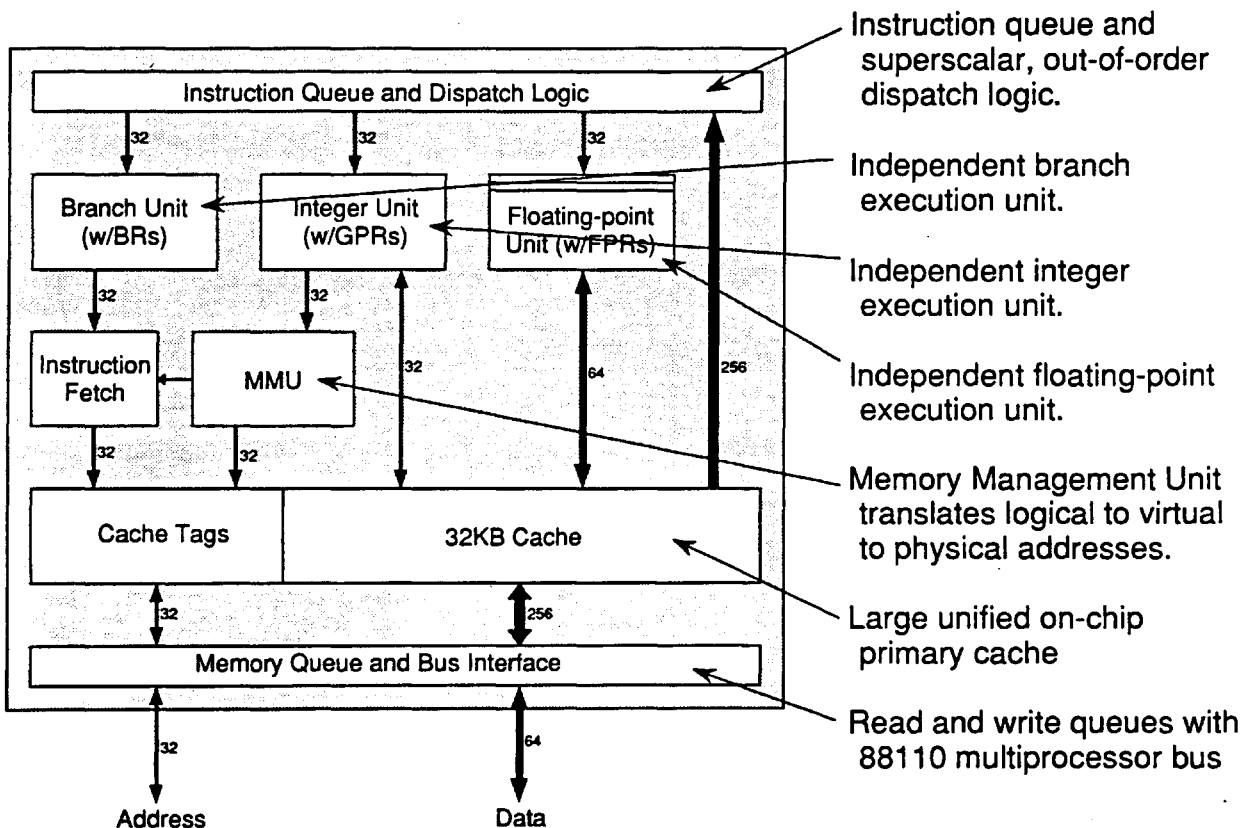 Instruction queue and
superscalar, out-of-order
dispatch logic.
Instruction Queue and Dispatch Logic
32
32
32
Independent branch
execution unit.
Branch Unit
(w/BRs)
Integer Unit
(w/GPRs)
Floating-point
Unit (w/FPRs)
Independent integer
execution unit.
32
32
Instruction
Fetch
MMU
32
64
256
Independent floating-point
execution unit.
32
32
Memory Management Unit
translates logical to virtual
to physical addresses.
Cache Tags
32KB Cache
32
256
Large unified on-chip
primary cache
Memory Queue and Bus Interface
Read and write queues with
88110 multiprocessor bus
32
64
Address
Data